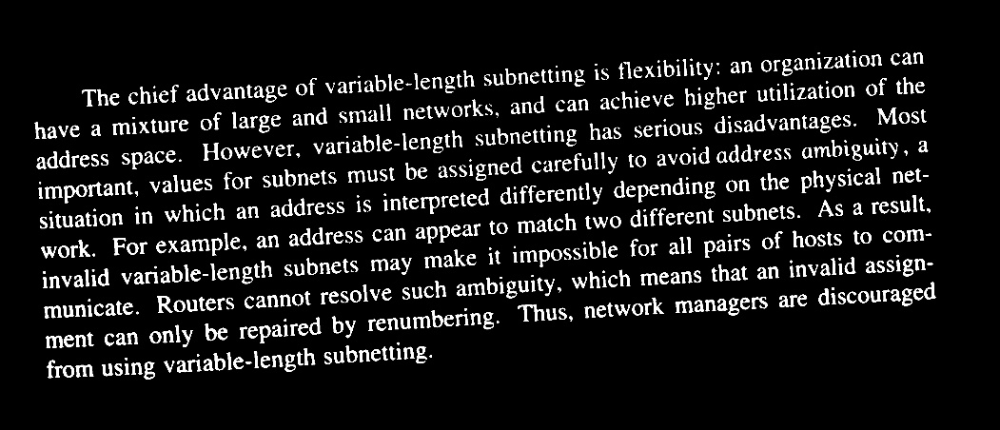 The chief advantage of variable-length subnetting is flexibility: an organization can
have a mixture of large and small networks, and can achieve higher utilization of the
address space. However, variable-length subnetting has serious disadvantages. Most
important, values for subnets must be assigned carefully to avoid address ambiguity, a
situation in which an address is interpreted differently depending on the physical net-
work. For example, an address can appear to match two different subnets. As a result,
invalid variable-length subnets may make it impossible for all pairs of hosts to com-
municate. Routers cannot resolve such ambiguity, which means that an invalid assign-
ment can only be repaired by renumbering. Thus, network managers are discouraged
from using variable-length subnetting.